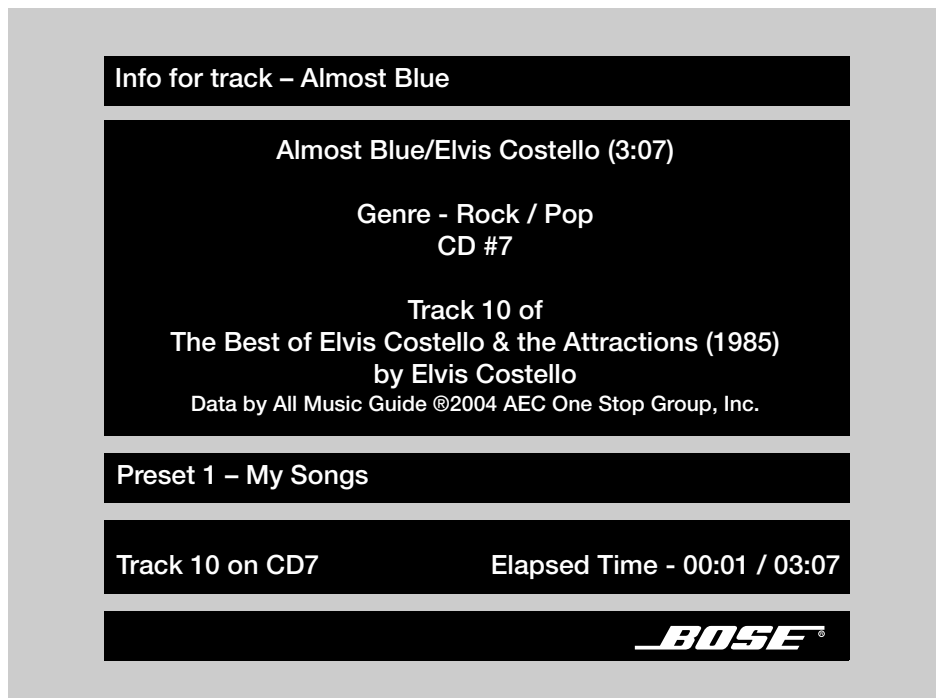 Info for track – Almost Blue
Almost Blue/Elvis Costello (3:07)
Genre - Rock / Pop
CD #7
Track 10 of
The Best of Elvis Costello & the Attractions (1985)
by Elvis Costello
Data by All Music Guide ®2004 AEC One Stop Group, Inc.
Preset 1 – My Songs
Track 10 on CD7 Elapsed Time - 00:01 / 03:07
BOSE®